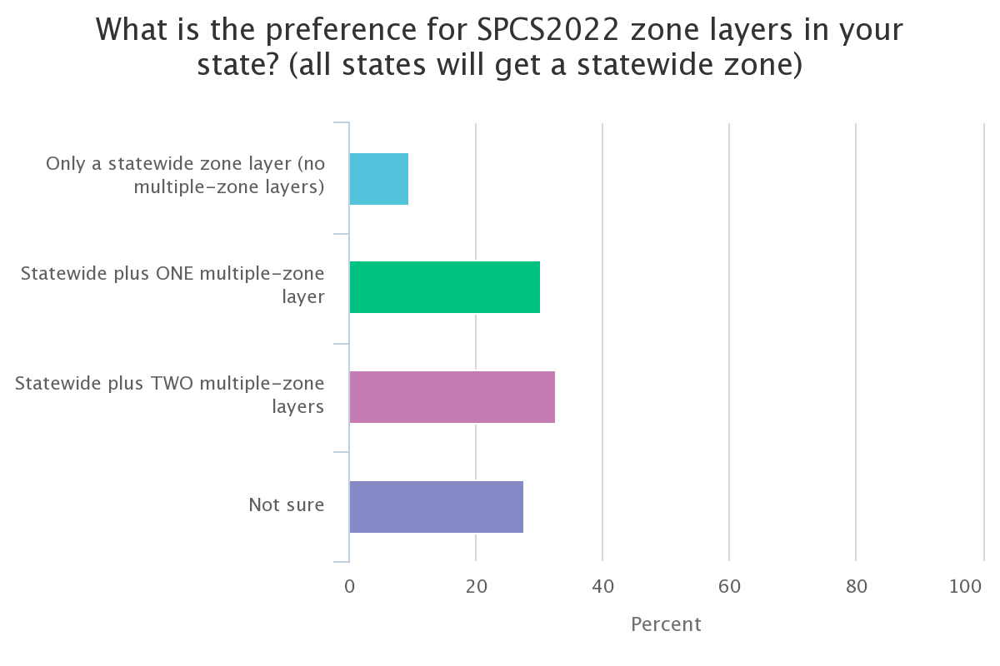 What is the preference for SPCS2022 zone layers in your
state? (all states will get a statewide zone)
Only a statewide zone layer (no
multiple-zone layers)
Statewide plus ONE multiple-zone
layer
Statewide plus TWO multiple-zone
layers
Not sure
0 20 40 60 80 100
Percent